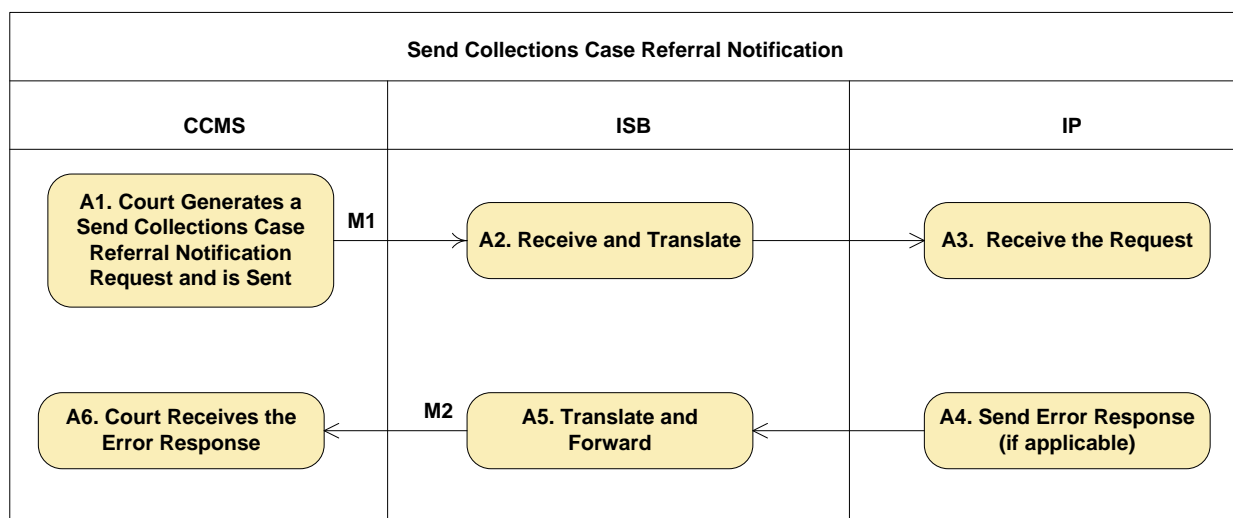 Send Collections Case Referral Notification
CCMS
ISB
IP
A1. Court Generates a
Send Collections Case
Referral Notification
Request and is Sent
M1
A2. Receive and Translate
A3. Receive the Request
A6. Court Receives the
Error Response
M2
A5. Translate and
Forward
A4. Send Error Response
(if applicable)